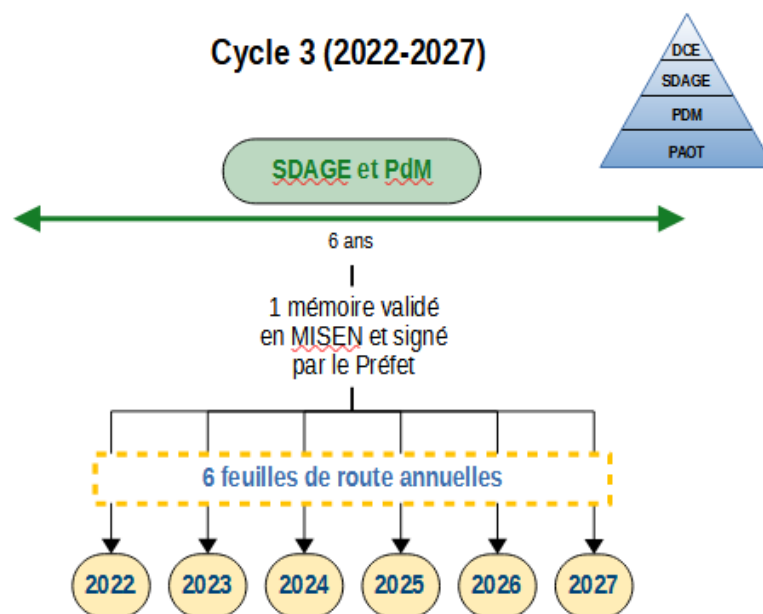 Cycle 3 (2022-2027)
DCE
SDAGE
PDM
PAOT
SDAGE et PdM
6 ans
1 mémoire validé
en MISEN et signé
par le Préfet
6 feuilles de route annuelles
2022 2023 2024 2025 2026 2027